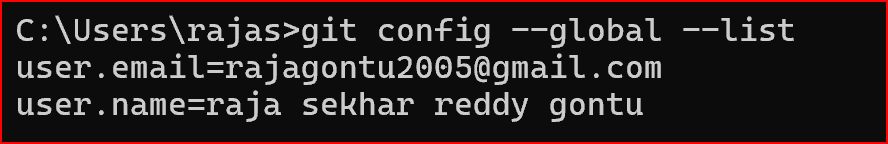 C:\Users\rajas>git config --global --list
user.email=rajagontu2005@gmail.com
user.name=raja sekhar reddy gontu